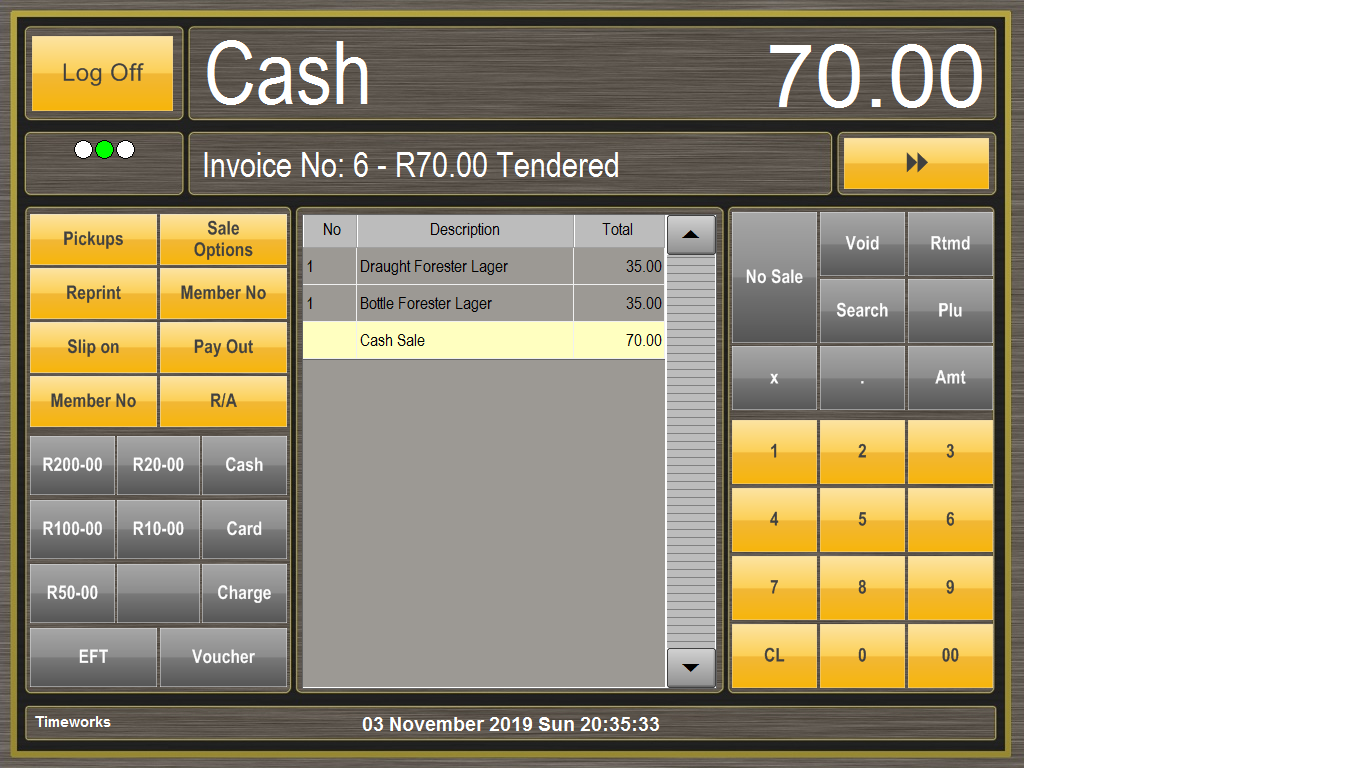 Log Off
Cash 70.00
Invoice No: 6 - R70.00 Tendered
Pickups
Sale
Options
Reprint
Member No
Slip on
Pay Out
Member No
R/A
R200-00
R20-00
Cash
R100-00
R10-00
Card
R50-00
Charge
EFT
Voucher
No Description Total
1 Draught Forester Lager 35.00
1 Bottle Forester Lager 35.00
Cash Sale 70.00
No Sale
Void
Rtmd
Search
Plu
x
.
Amt
1
2
3
4
5
6
7
8
9
CL
0
00
Timeworks
03 November 2019 Sun 20:35:33